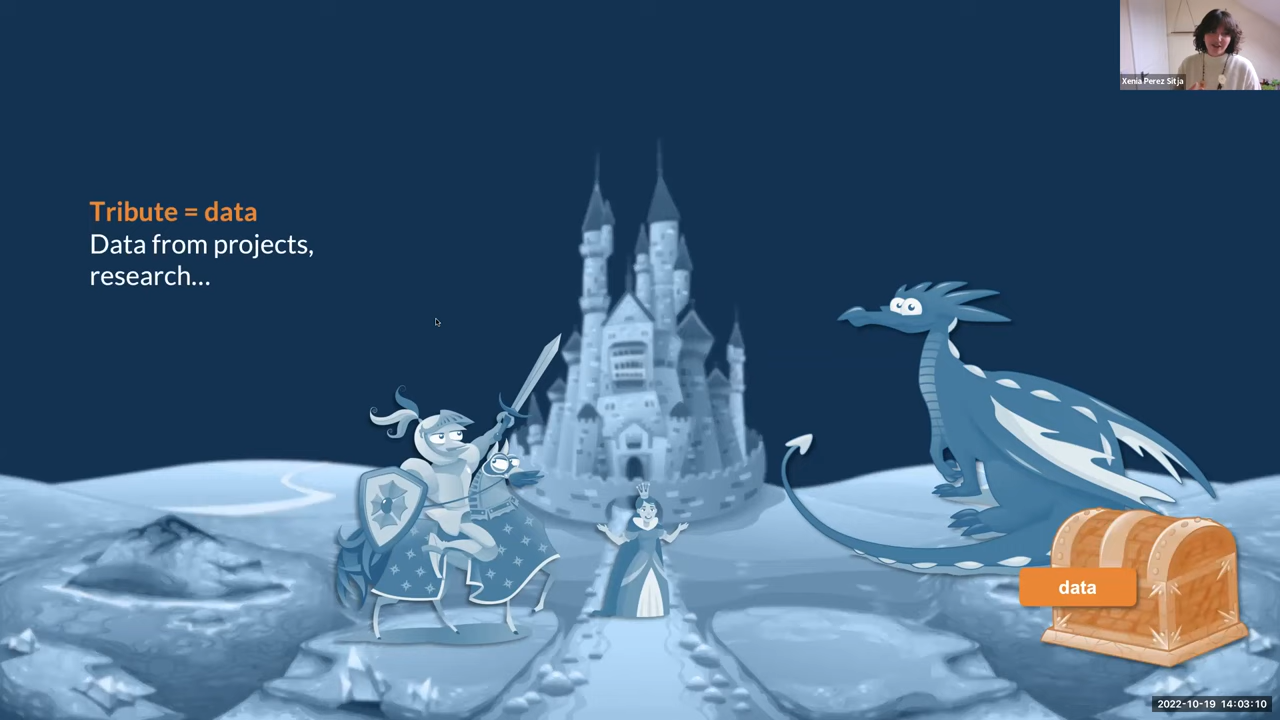 Xenia Perez Sitja
Tribute = data
Data from projects,
research...
data
2022-10-19 14:03:10